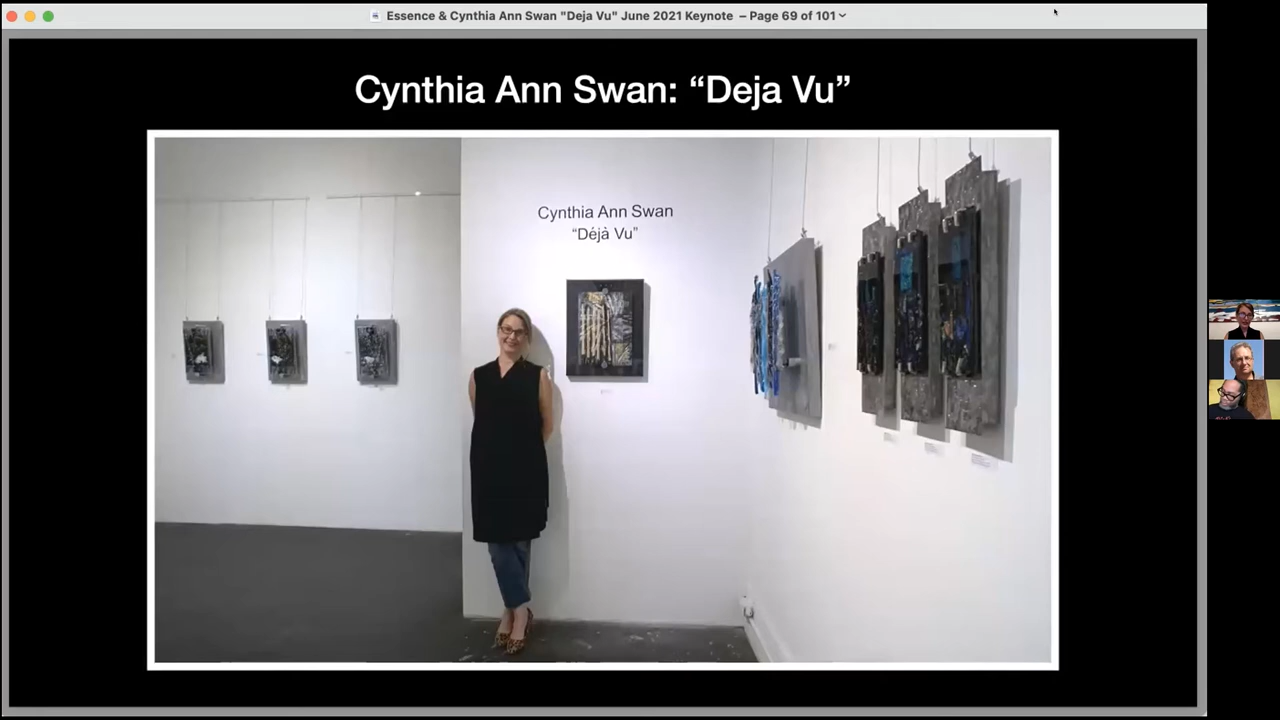 Essence & Cynthia Ann Swan "Deja Vu" June 2021 Keynote – Page 69 of 101
Cynthia Ann Swan: “Deja Vu”
Cynthia Ann Swan
“Déjà Vu”